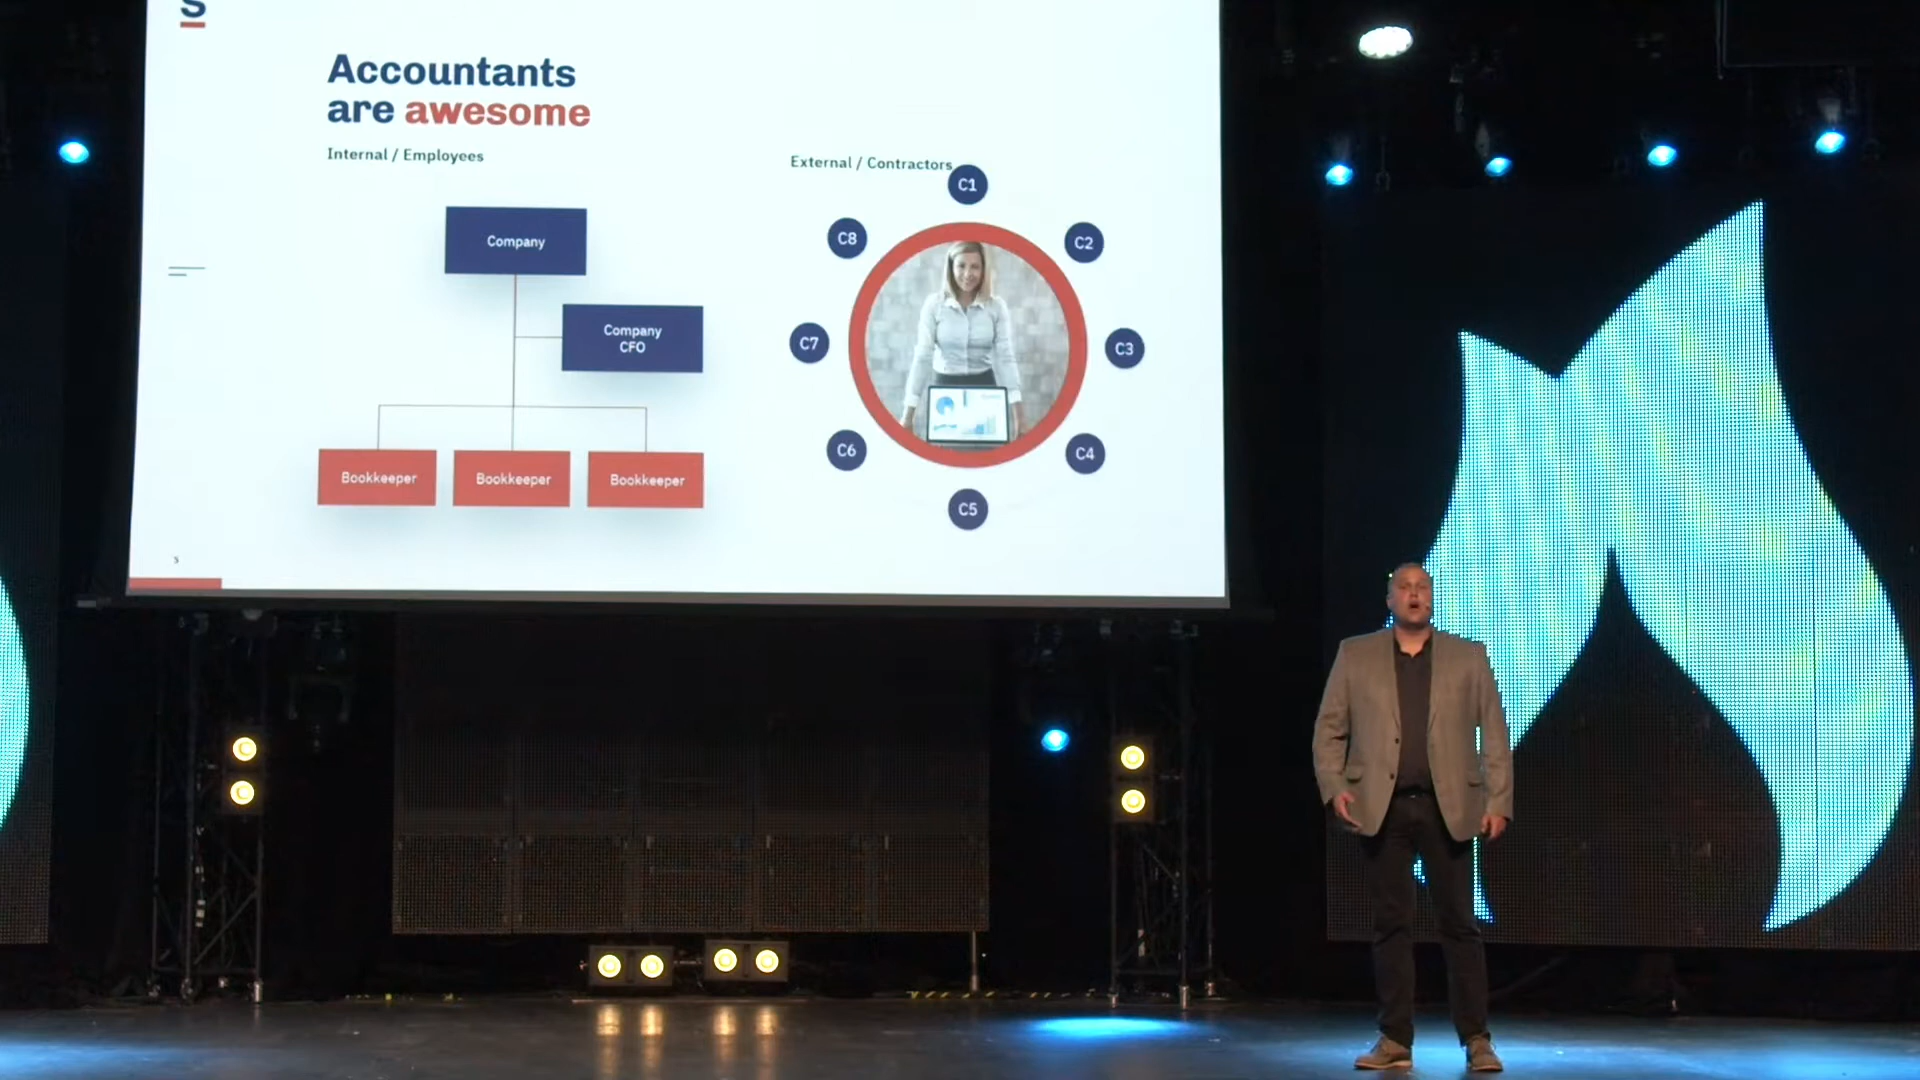 S
Accountants
are awesome
Internal / Employees
External / Contractors
Company
Company
CFO
Bookkeeper
Bookkeeper
Bookkeeper
C1
C2
C3
C4
C5
C6
C7
C8
S